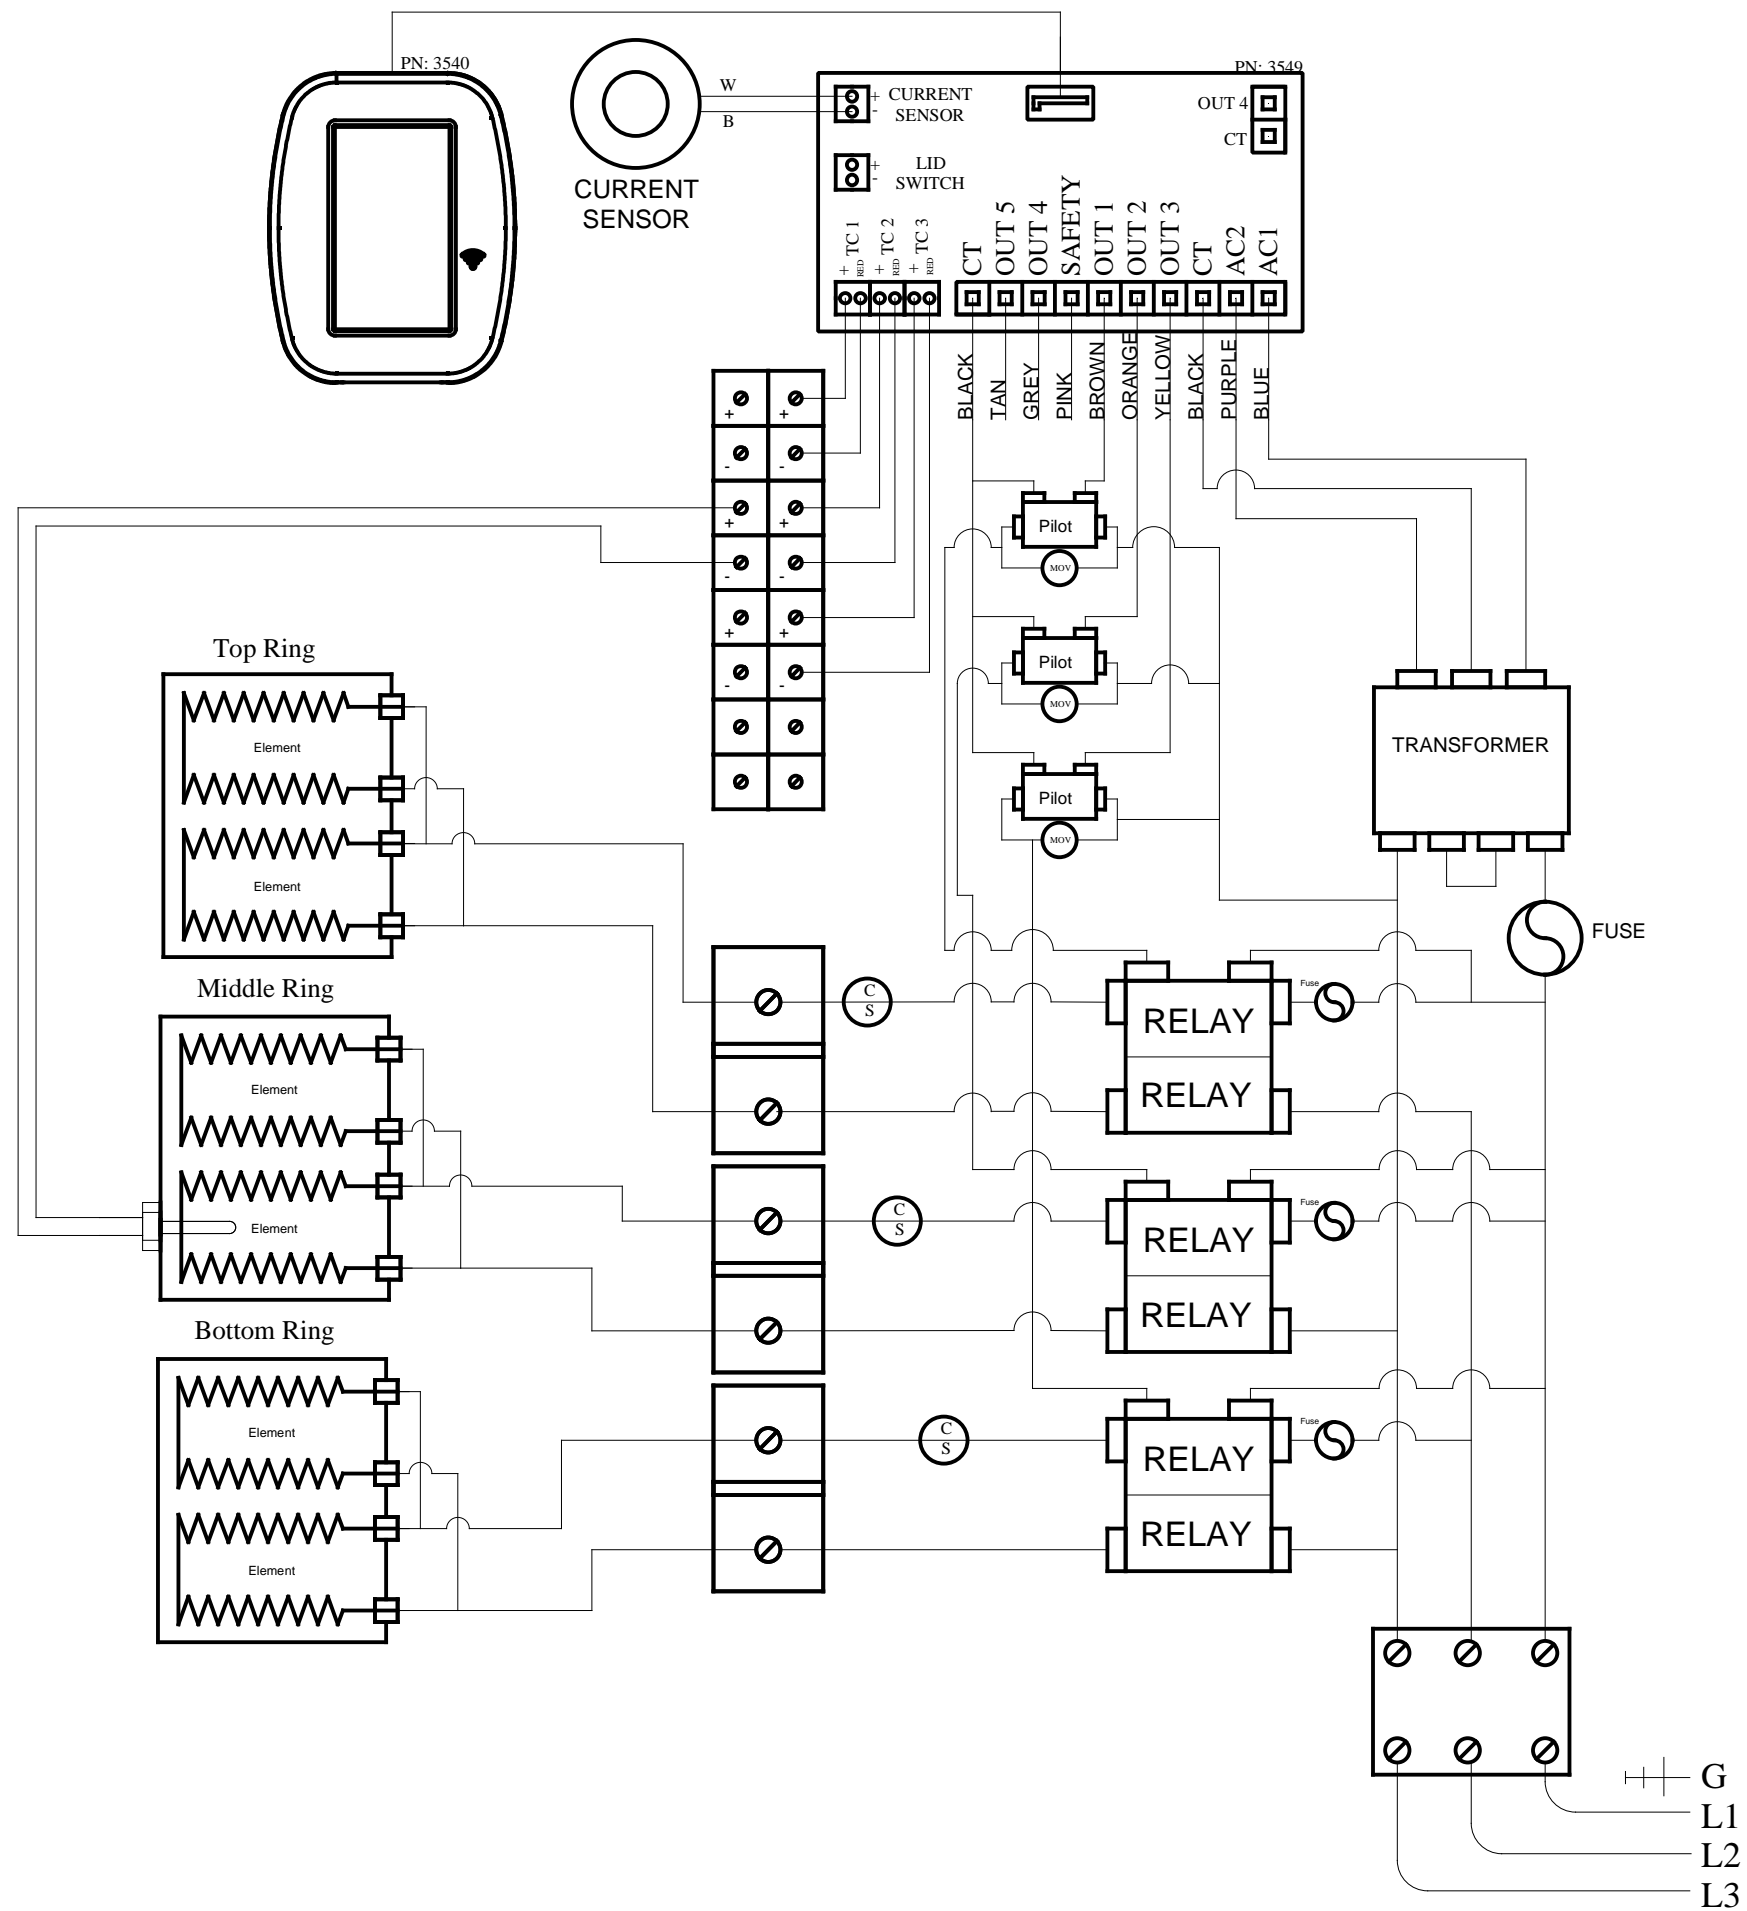 PN: 3540
PN: 3549
W
B
+ CURRENT
- SENSOR
OUT 4
CT
+ LID
- SWITCH
CURRENT
SENSOR
+ TC 1
RED
+ TC 2
RED
+ TC 3
RED
CT
OUT 5
OUT 4
SAFETY
OUT 1
OUT 2
OUT 3
CT
AC2
AC1
BLACK
TAN
GREY
PINK
BROWN
ORANGE
YELLOW
BLACK
PURPLE
BLUE
+ +
- -
+ +
- -
+ +
- -
Pilot
MOV
Pilot
MOV
Pilot
MOV
TRANSFORMER
FUSE
Top Ring
Element
Element
Middle Ring
Element
Element
Bottom Ring
Element
Element
C
S
RELAY
RELAY
Fuse
C
S
RELAY
RELAY
Fuse
C
S
RELAY
RELAY
Fuse
G
L1
L2
L3